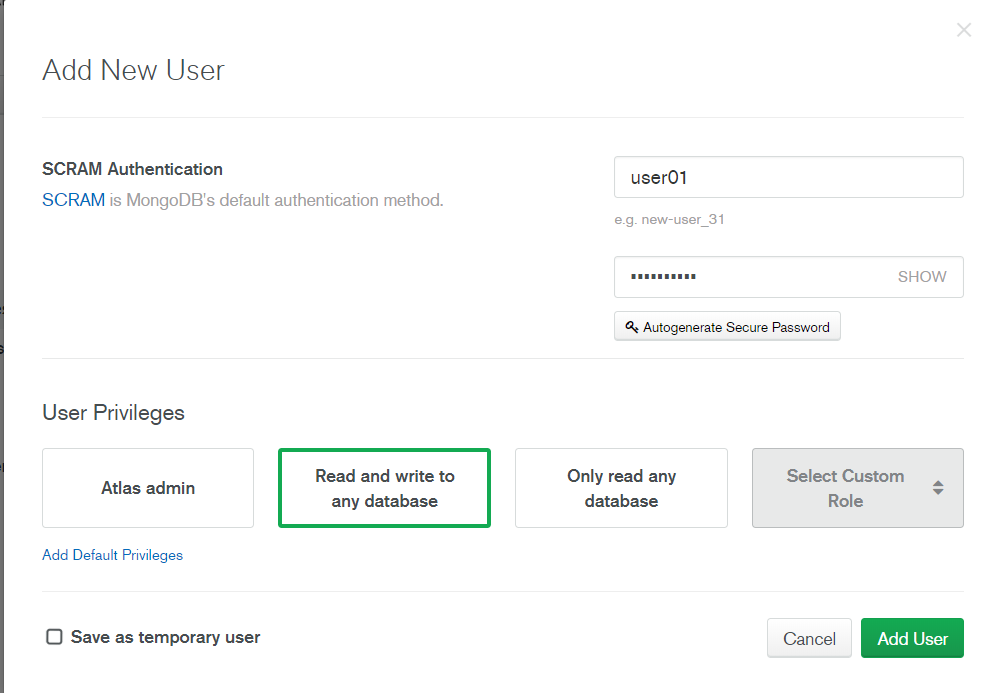 Add New User
SCRAM Authentication
SCRAM is MongoDB's default authentication method.
user01
e.g. new-user_31
•••••••••• SHOW
Autogenerate Secure Password
User Privileges
Atlas admin
Read and write to
any database
Only read any
database
Select Custom
Role
Add Default Privileges
Save as temporary user
Cancel
Add User